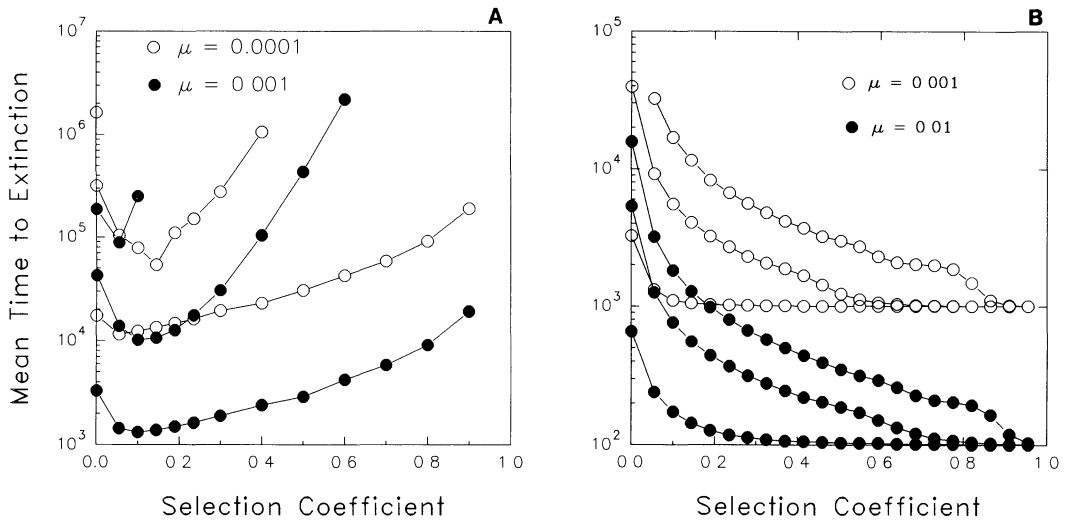 A
10⁷
10⁶
10⁵
10⁴
10³
Mean Time to Extinction
μ = 0.0001
μ = 0 001
0.0 0.2 0.4 0.6 0.8 1 0
Selection Coefficient
B
10⁵
10⁴
10³
10²
μ = 0 001
μ = 0 01
0 0 0 2 0 4 0 6 0 8 1 0
Selection Coefficient